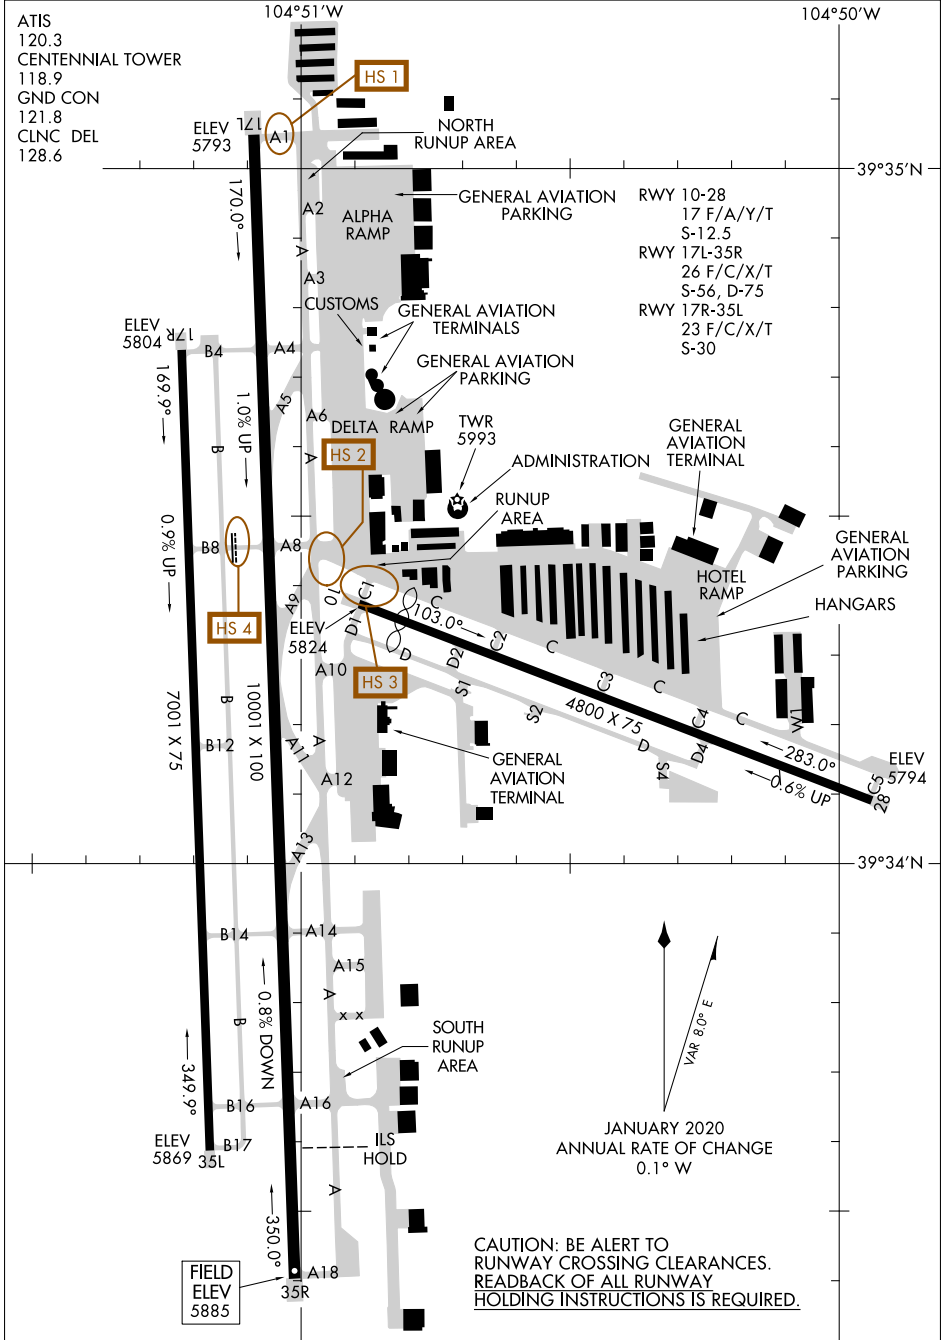 104°51'W
104°50'W
ATIS
120.3
CENTENNIAL TOWER
118.9
GND CON
121.8
CLNC DEL
128.6
HS 1
ELEV
5793
17L
A1
NORTH
RUNUP AREA
39°35'N
170.0°
A2
ALPHA
RAMP
GENERAL AVIATION
PARKING
RWY 10-28
17 F/A/Y/T
S-12.5
RWY 17L-35R
26 F/C/X/T
S-56, D-75
RWY 17R-35L
23 F/C/X/T
S-30
A
A3
CUSTOMS
GENERAL AVIATION
TERMINALS
ELEV
5804
17R
B4
A4
GENERAL AVIATION
PARKING
169.9°
1.0% UP
A5
A6
DELTA RAMP
TWR
5993
GENERAL
AVIATION
TERMINAL
B
A
HS 2
ADMINISTRATION
RUNUP
AREA
0.9% UP
B8
A8
GENERAL
AVIATION
PARKING
HOTEL
RAMP
HANGARS
A9
10
C1
C
103.0°
HS 4
ELEV
5824
D1
D
D2
C2
C
HS 3
A10
S1
S2
C3
C
4800 X 75
C4
C
W1
7001 X 75
10001 X 100
B
B12
A11
A
A12
GENERAL
AVIATION
TERMINAL
D
D4
S4
283.0°
0.6% UP
ELEV
5794
C5
28
A13
39°34'N
B14
A14
A15
A
X X
B
0.8% DOWN
SOUTH
RUNUP
AREA
VAR 8.0° E
349.9°
B16
A16
ELEV
5869
35L
B17
ILS
HOLD
JANUARY 2020
ANNUAL RATE OF CHANGE
0.1° W
A
350.0°
A18
35R
FIELD
ELEV
5885
CAUTION: BE ALERT TO
RUNWAY CROSSING CLEARANCES.
READBACK OF ALL RUNWAY
HOLDING INSTRUCTIONS IS REQUIRED.